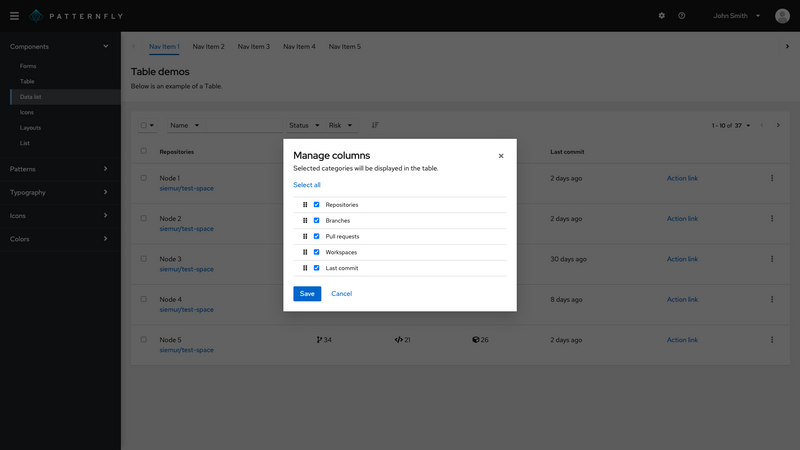 PATTERNFLY
John Smith
Components
Forms
Table
Data list
Icons
Layouts
List
Patterns
Typography
Icons
Colors
Nav Item 1 Nav Item 2 Nav Item 3 Nav Item 4 Nav Item 5
Table demos
Below is an example of a Table.
Name Status Risk 1-10 of 37
Repositories Last commit
Node 1
siemur/test-space
2 days ago Action link
Node 2
siemur/test-space
2 days ago Action link
Node 3
siemur/test-space
30 days ago Action link
Node 4
siemur/test-space
8 days ago Action link
Node 5
siemur/test-space
34 21 26 2 days ago Action link
Manage columns
Selected categories will be displayed in the table.
Select all
Repositories
Branches
Pull requests
Workspaces
Last commit
Save Cancel